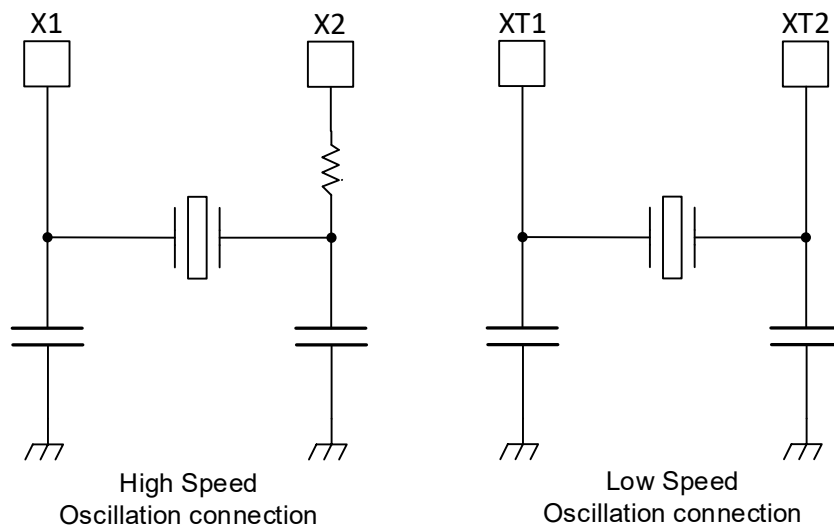 X1
X2
XT1
XT2
High Speed
Oscillation connection
Low Speed
Oscillation connection